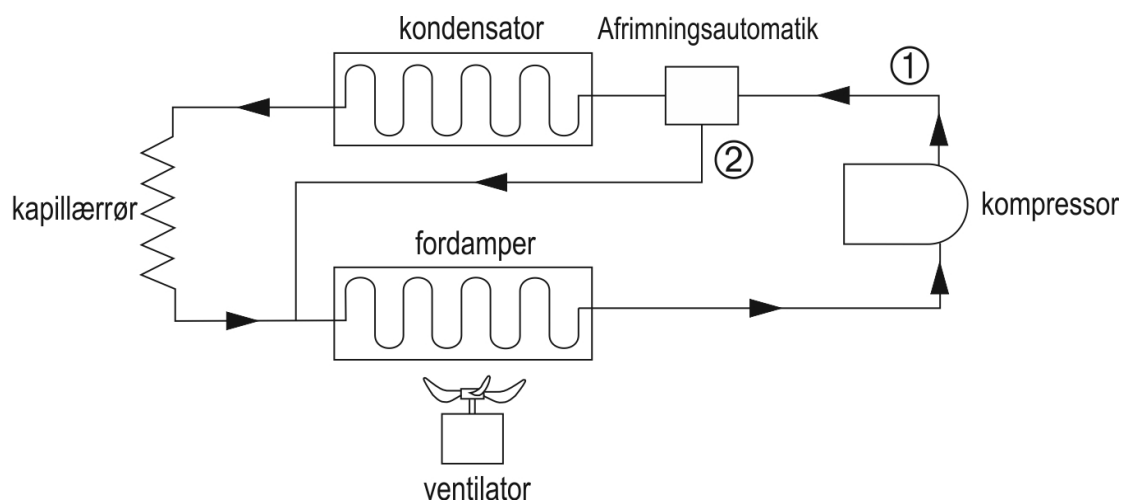 kondensator
Afrimningsautomatik
①
②
kapillærrør
kompressor
fordamper
ventilator